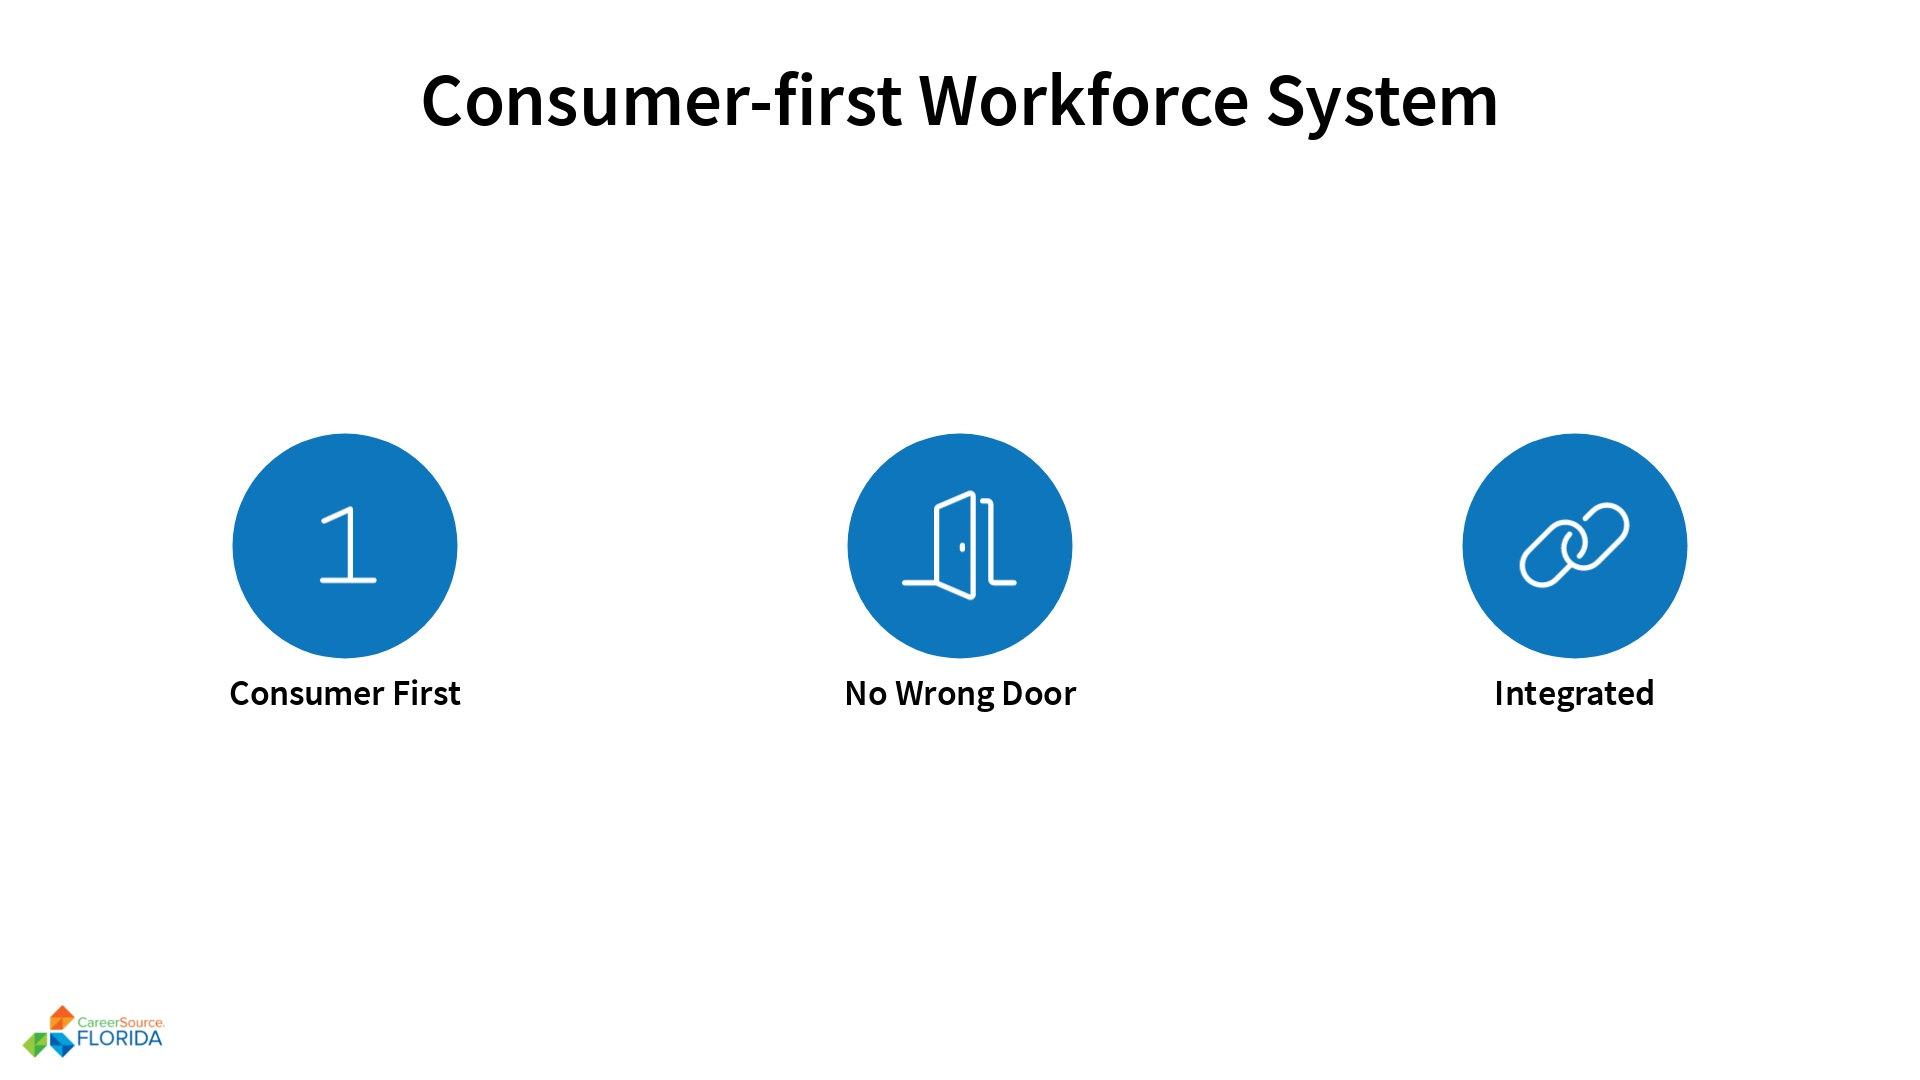 Consumer-first Workforce System
1
Consumer First
No Wrong Door
Integrated
CareerSource.
FLORIDA